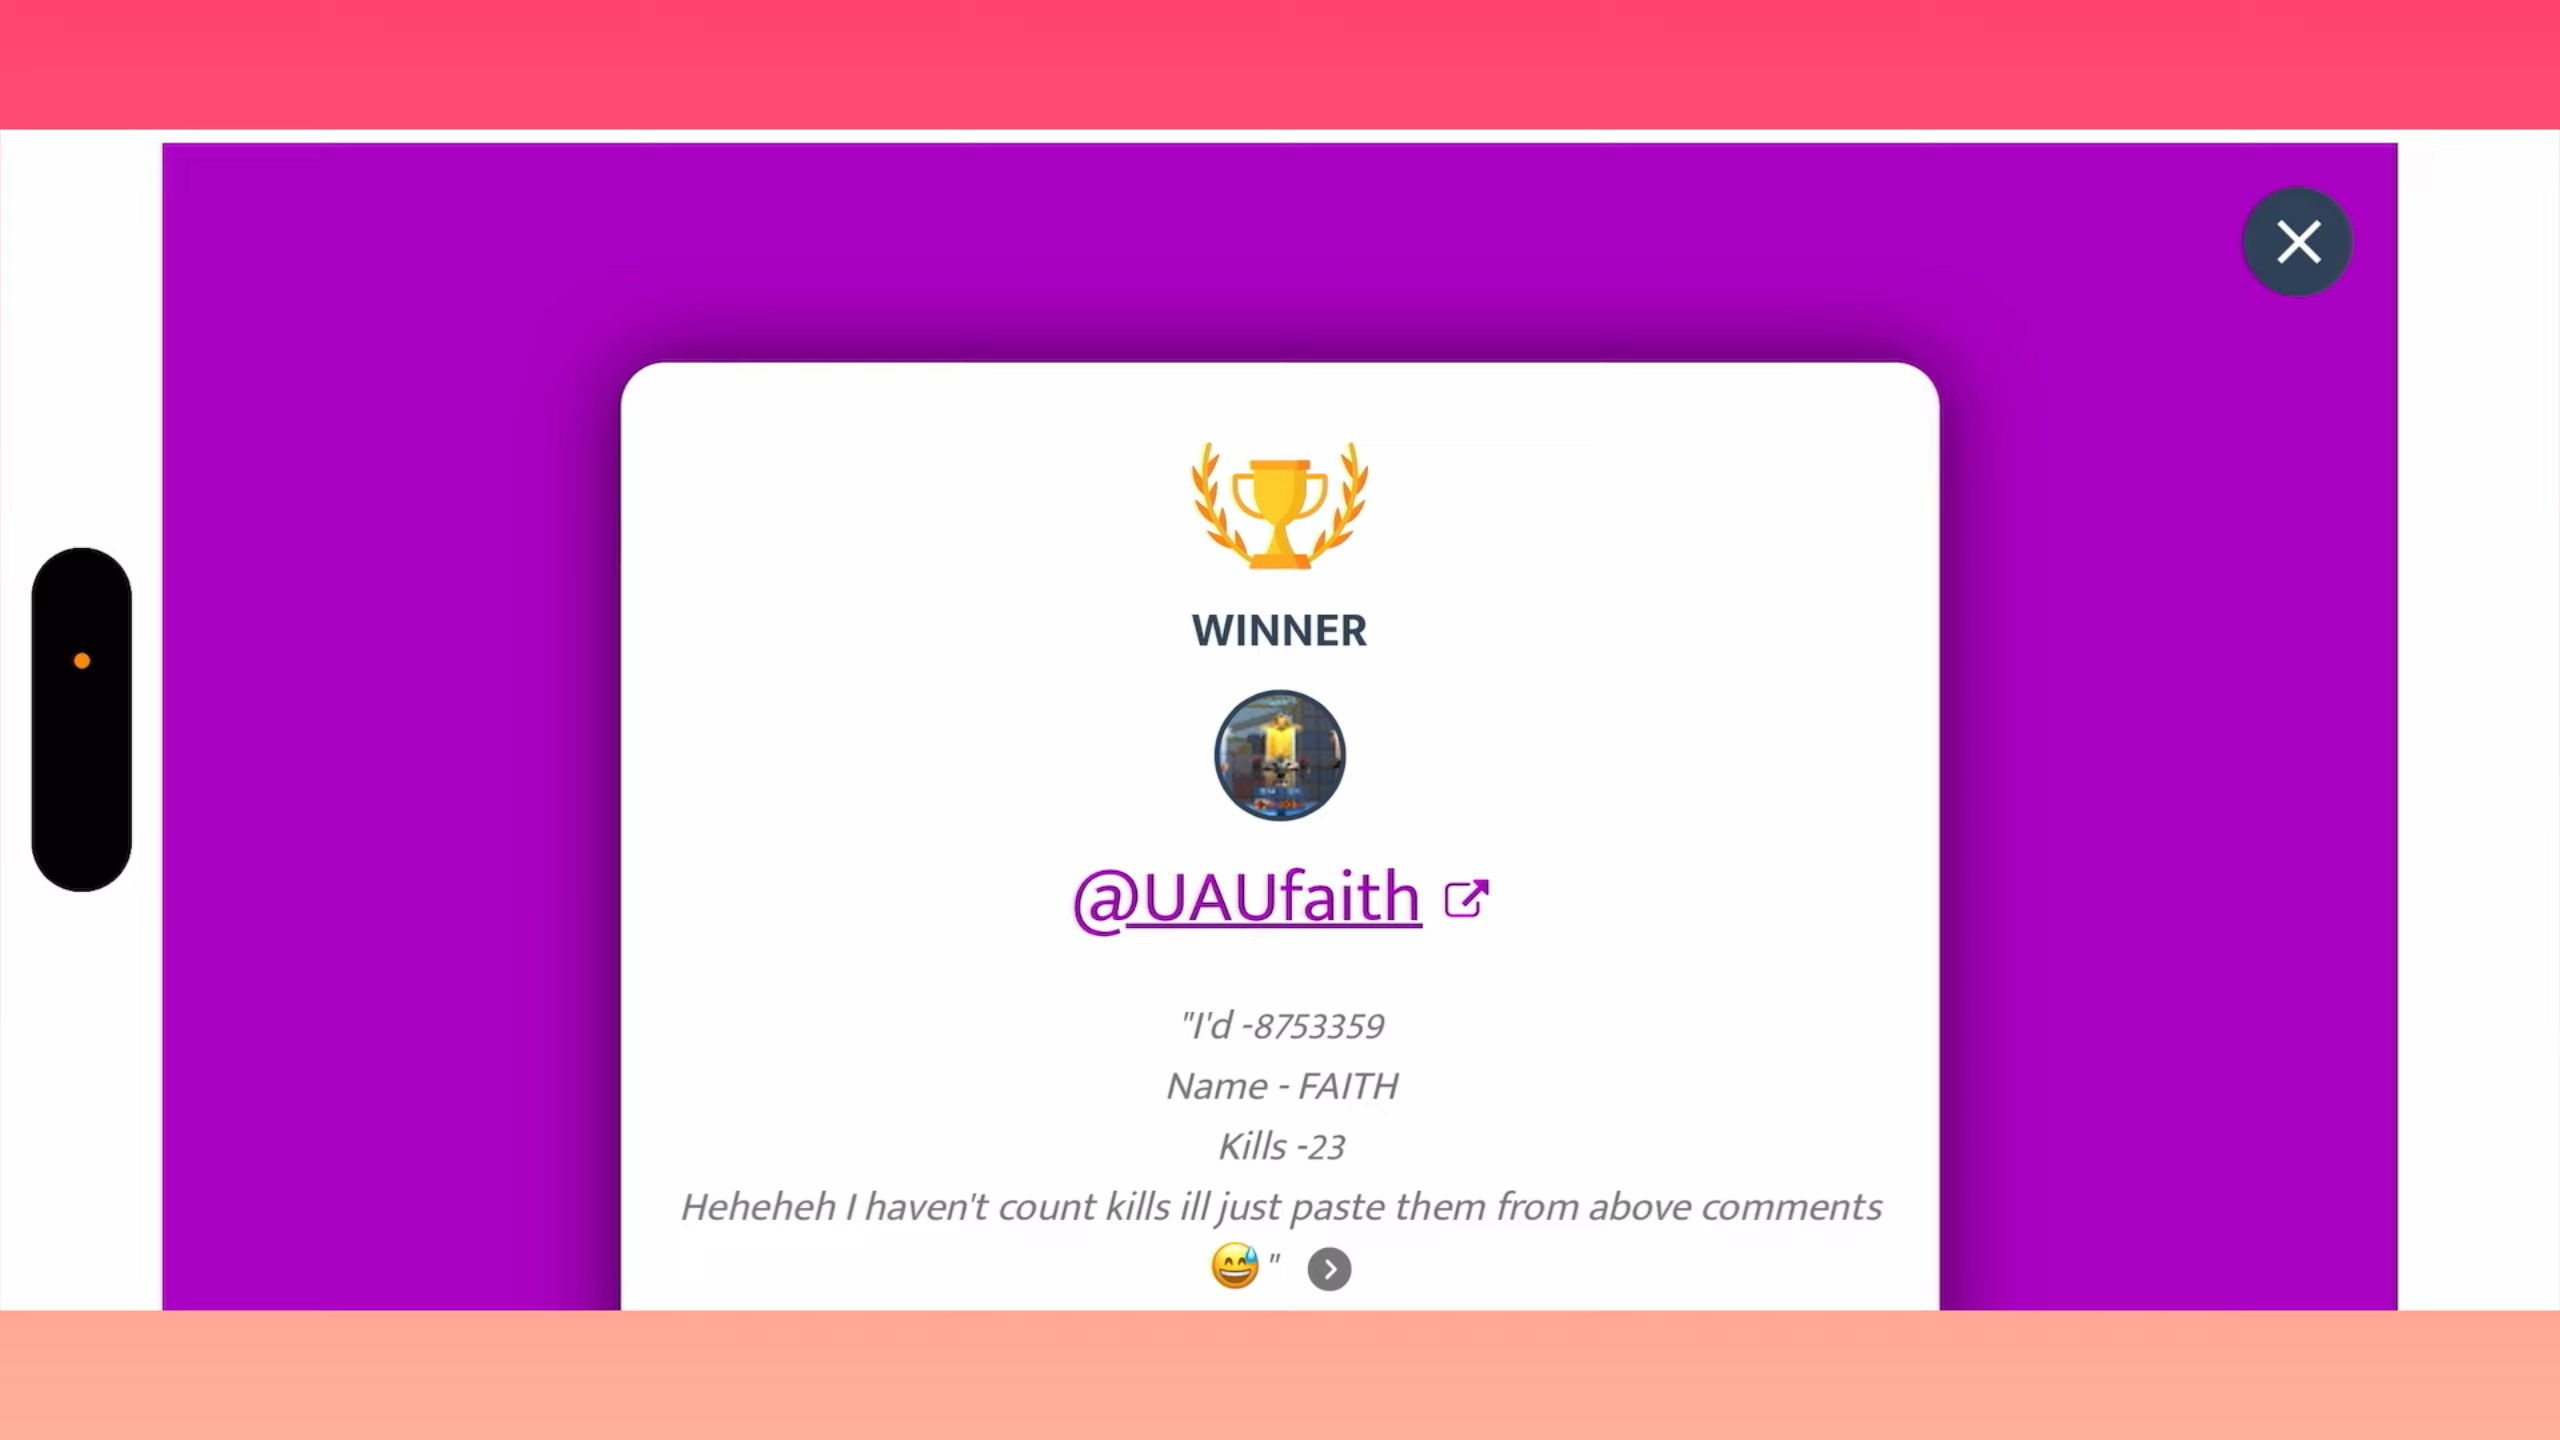 WINNER
@UAUfaith
"I'd -8753359
Name - FAITH
Kills -23
Heheheh I haven't count kills ill just paste them from above comments
😅"